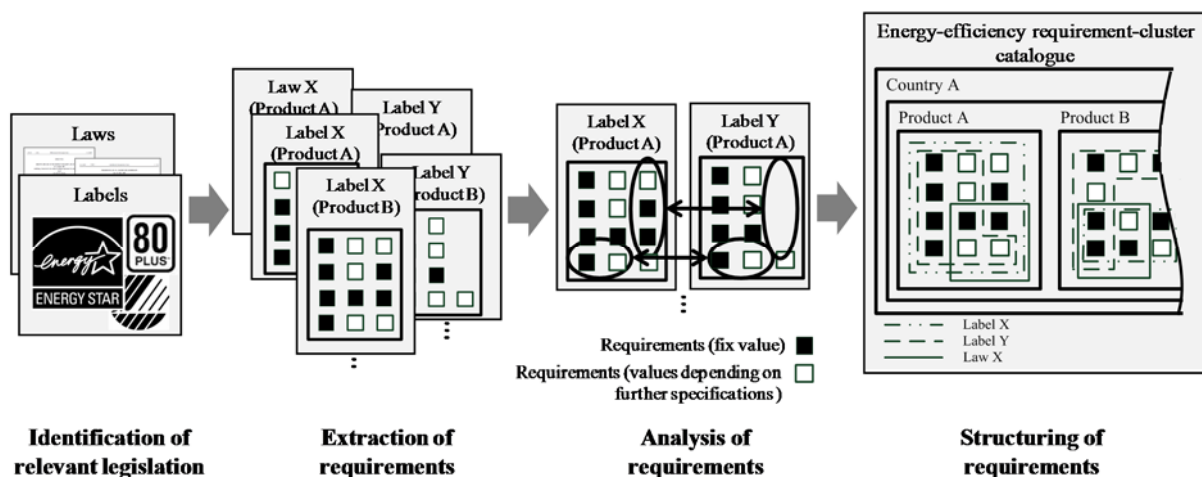 Laws
Labels
energy
ENERGY STAR
80
PLUS
Law X
(Product A)
Label X
(Product A)
Label Y
Product A)
Label X
(Product B)
Label Y
Product B)
Label X
(Product A)
Label Y
(Product A)
Requirements (fix value)
Requirements (values depending on
further specifications )
Energy-efficiency requirement-cluster
catalogue
Country A
Product A
Product B
Label X
Label Y
Law X
Identification of
relevant legislation
Extraction of
requirements
Analysis of
requirements
Structuring of
requirements